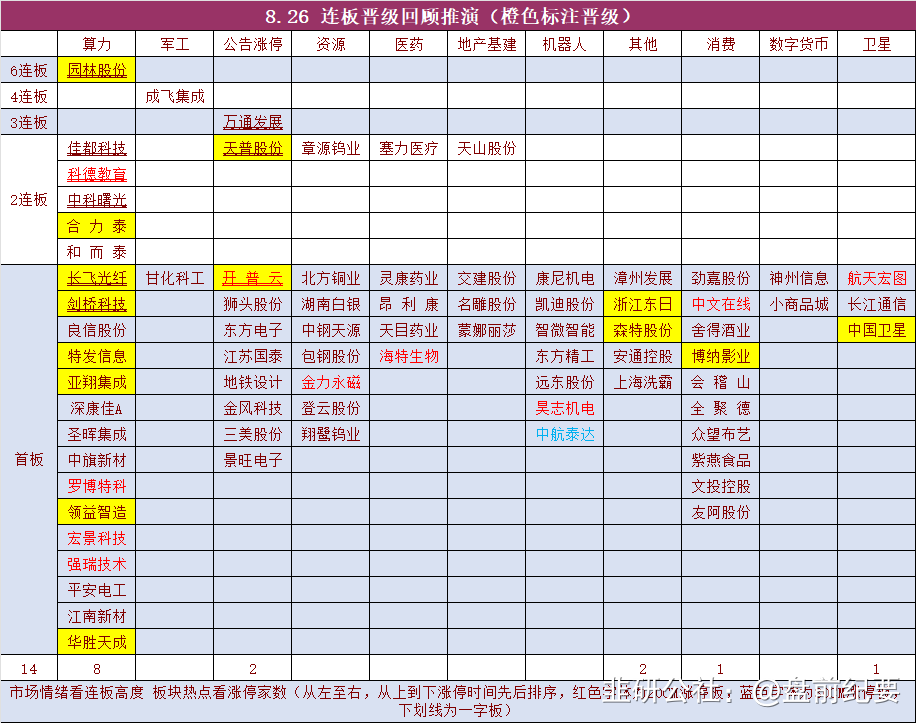 8.26 连板晋级回顾推演（橙色标注晋级）
算力 军工 公告涨停 资源 医药 地产基建 机器人 其他 消费 数字货币 卫星
6连板 园林股份
4连板 成飞集成
3连板 万通发展
佳都科技 天普股份 章源钨业 塞力医疗 天山股份
科德教育
2连板 中科曙光
合力泰
和而泰
长飞光纤 甘化科工 开普云 北方铜业 灵康药业 交建股份 康尼机电 漳州发展 劲嘉股份 神州信息 航天宏图
剑桥科技 狮头股份 湖南白银 昂利康 名雕股份 凯迪股份 浙江东日 中文在线 小商品城 长江通信
良信股份 东方电子 中钢天源 天目药业 蒙娜丽莎 智微智能 森特股份 舍得酒业 中国卫星
特发信息 江苏国泰 包钢股份 海特生物 东方精工 安通控股 博纳影业
亚翔集成 地铁设计 金力永磁 远东股份 上海洗霸 会稽山
深康佳A 金风科技 登云股份 昊志机电 全聚德
圣晖集成 三美股份 翔鹭钨业 中航泰达 众望布艺
首板 中旗新材 景旺电子 紫燕食品
罗博特科 文投控股
领益智造 友阿股份
宏景科技
强瑞技术
平安电工
江南新材
华胜天成
14 8 2 2 1 1
市场情绪看连板高度 板块热点看涨停家数（从左至右，从上到下涨停时间先后排序，红色
下划线为一字板）
韭研公社：@盘前纪要